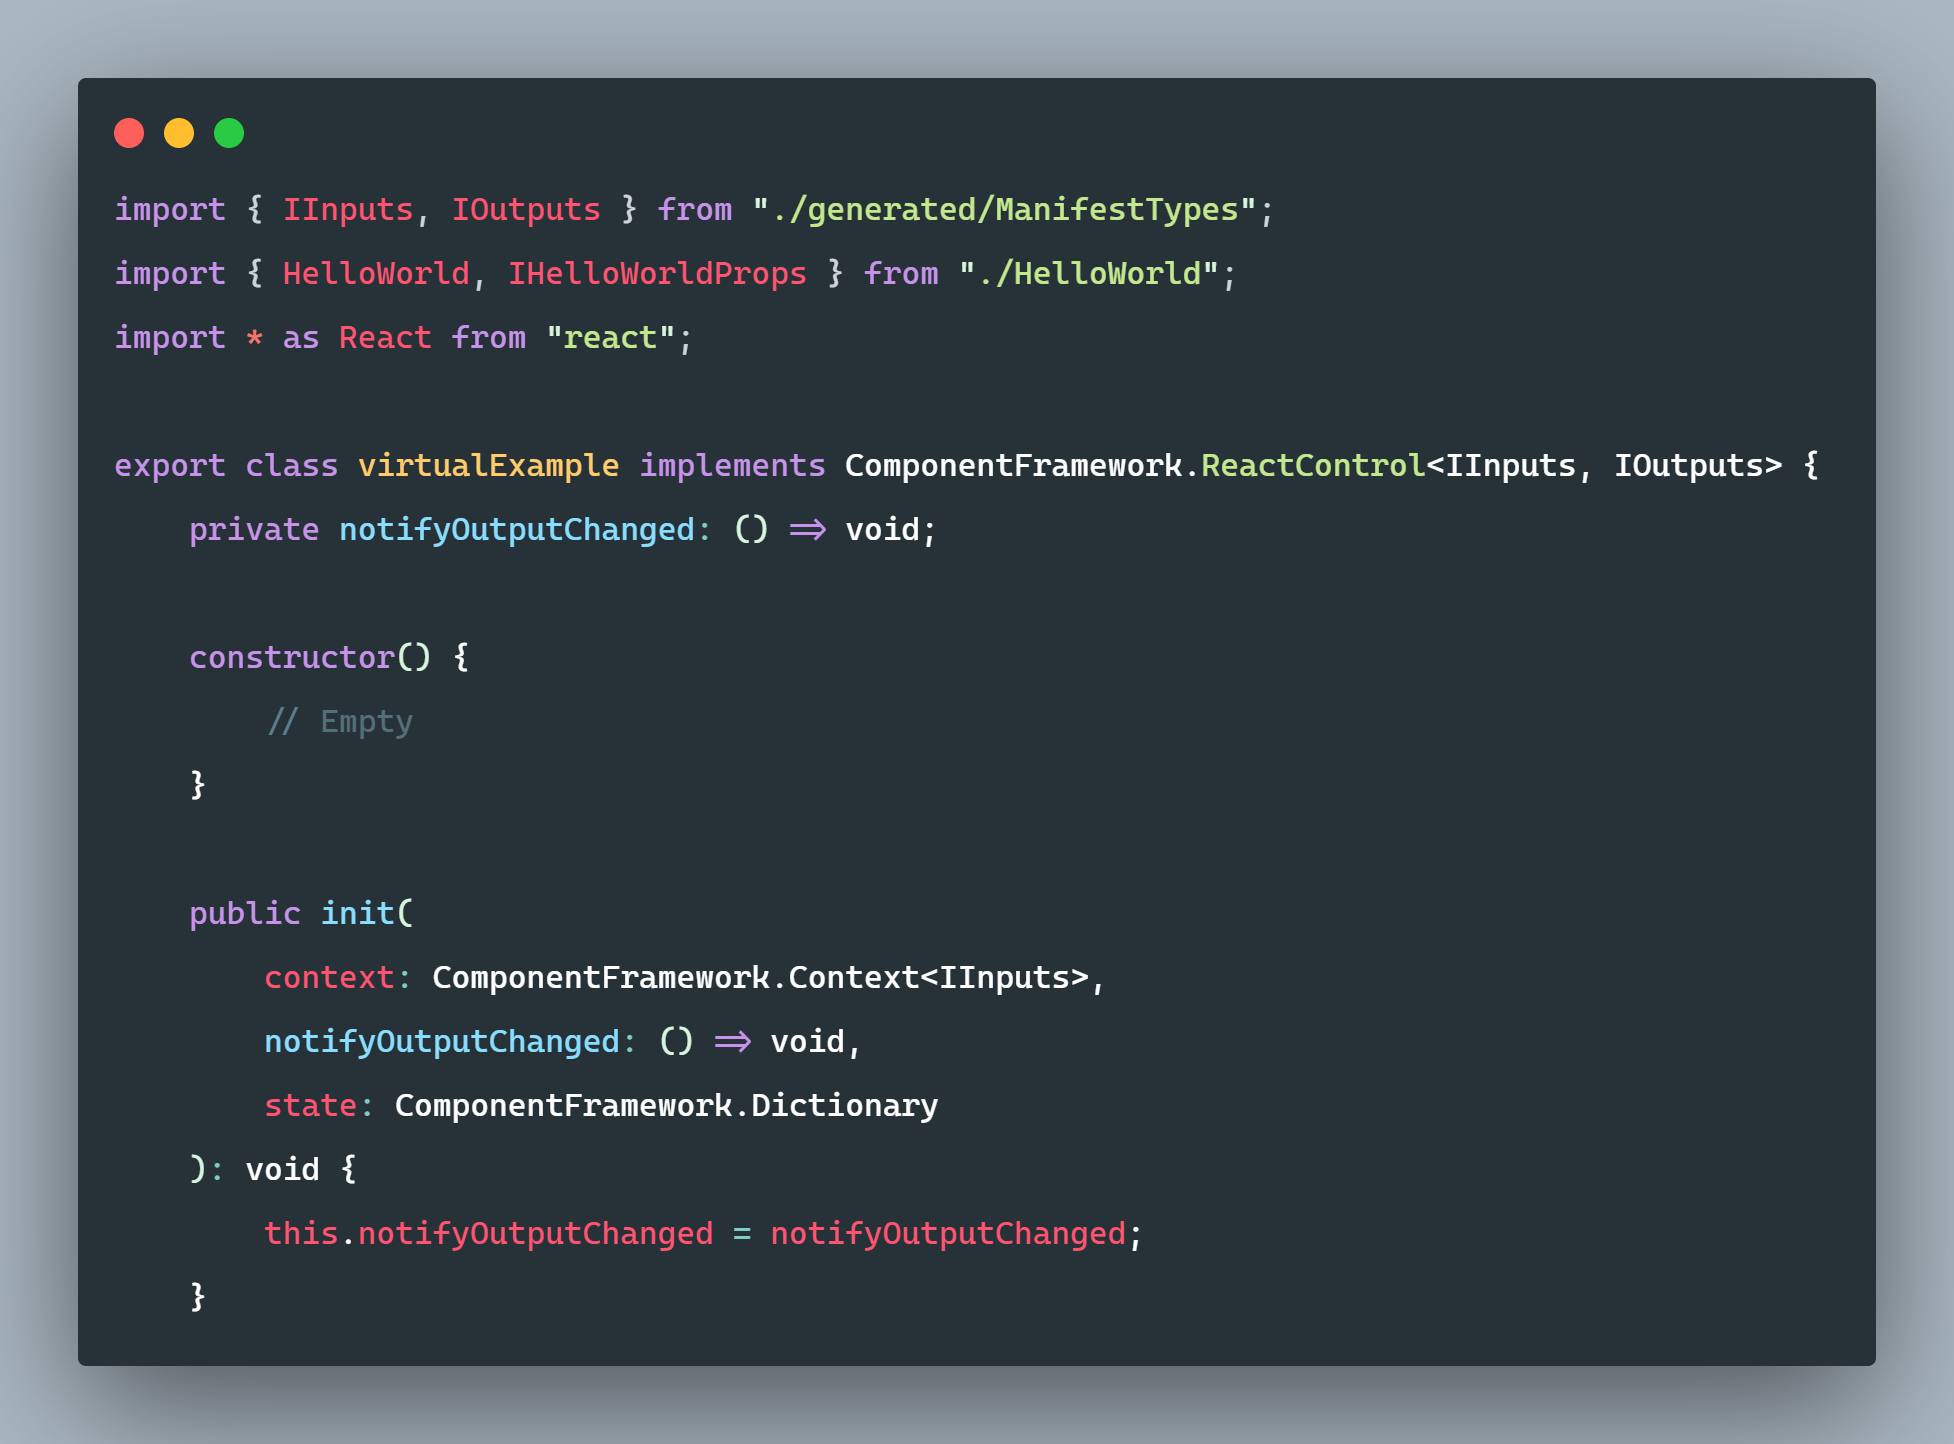 import { IInputs, IOutputs } from "./generated/ManifestTypes";
import { HelloWorld, IHelloWorldProps } from "./HelloWorld";
import * as React from "react";

export class virtualExample implements ComponentFramework.ReactControl<IInputs, IOutputs> {
    private notifyOutputChanged: () => void;

    constructor() {
        // Empty
    }

    public init(
        context: ComponentFramework.Context<IInputs>,
        notifyOutputChanged: () => void,
        state: ComponentFramework.Dictionary
    ): void {
        this.notifyOutputChanged = notifyOutputChanged;
    }